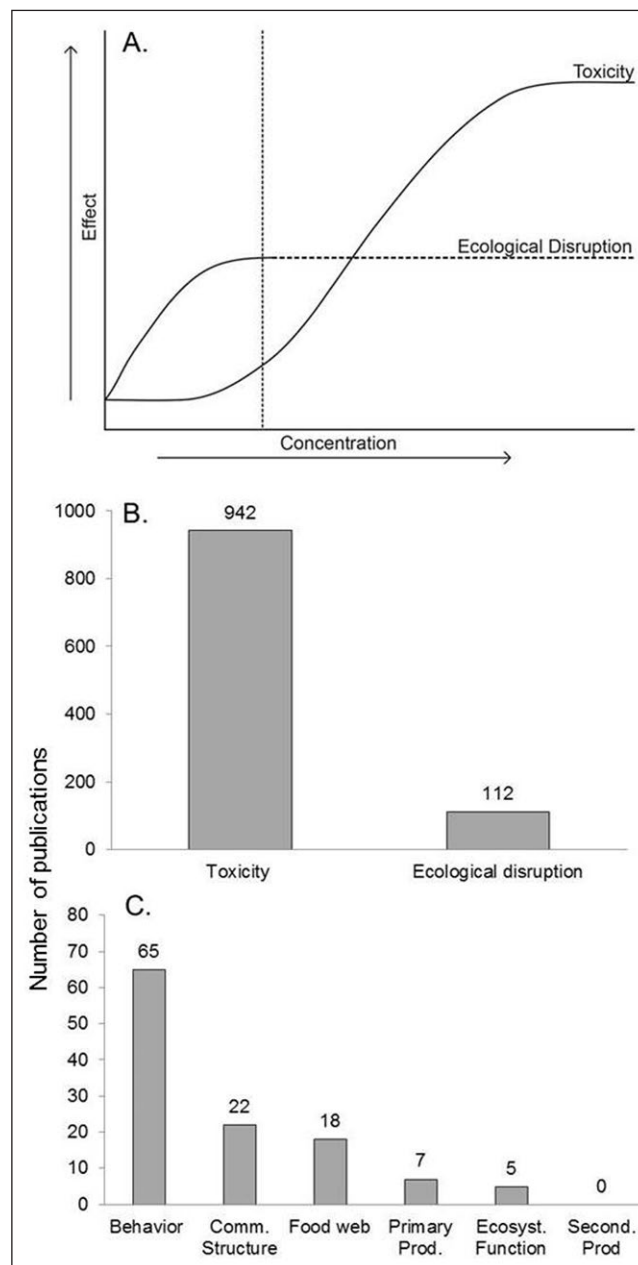 A.
Toxicity
Ecological Disruption
Effect
Concentration
B.
Number of publications
1000
800
600
400
200
0
942
112
Toxicity
Ecological disruption
C.
80
70
60
50
40
30
20
10
0
65
22
18
7
5
0
Behavior
Comm.
Structure
Food web
Primary
Prod.
Ecosyst.
Function
Second.
Prod